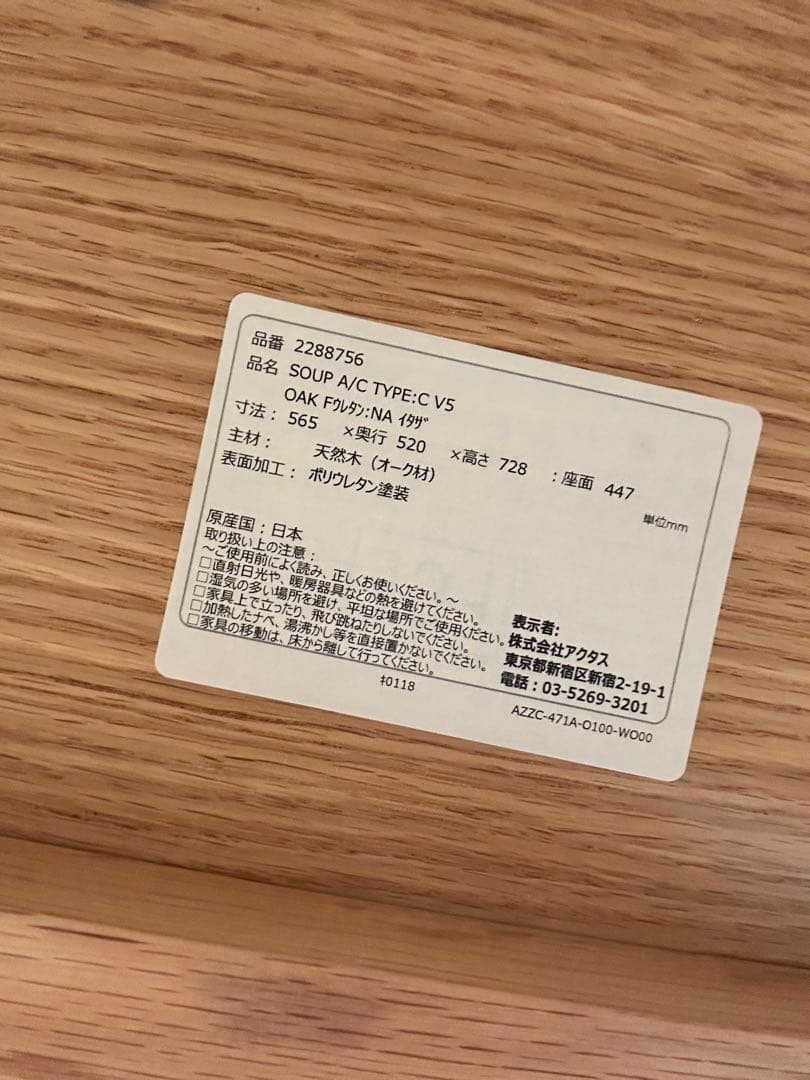 品番 2288756
品名 SOUP A/C TYPE:C V5
OAK Fウレタン:NA イタザ
寸法: 565 ×奥行 520 ×高さ 728 :座面 447
単位mm
主材: 天然木 (オーク材)
表面加工: ポリウレタン塗装
原産国:日本
取り扱い上の注意:
～ご使用前によく読み、正しくお使いください。～
□直射日光や、暖房器具などの熱を避けてください。
□湿気の多い場所を避け、平坦な場所でご使用ください。
□家具上で立ったり、飛び跳ねたりしないでください。
□加熱したナベ、湯沸かし等を直接置かないでください。
□家具の移動は、床から離して行ってください。
表示者:
株式会社アクタス
東京都新宿区新宿2-19-1
電話:03-5269-3201
ｷ0118
AZZC-471A-O100-WO00